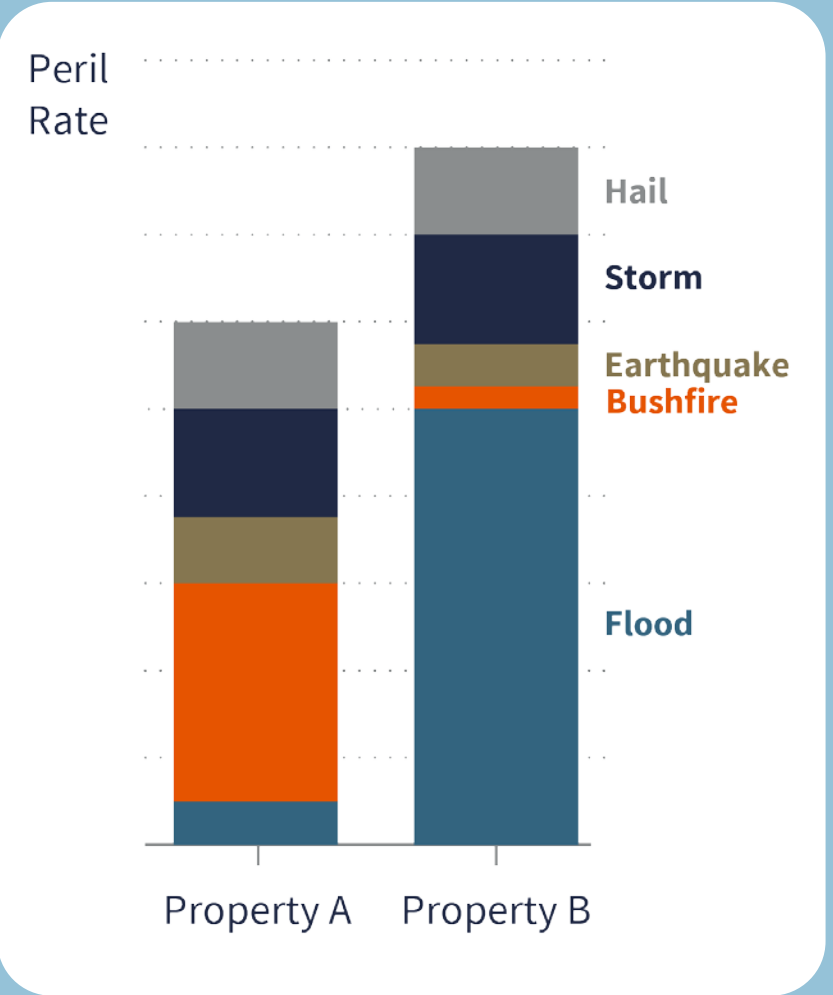 Peril
Rate
Hail
Storm
Earthquake
Bushfire
Flood
Property A
Property B